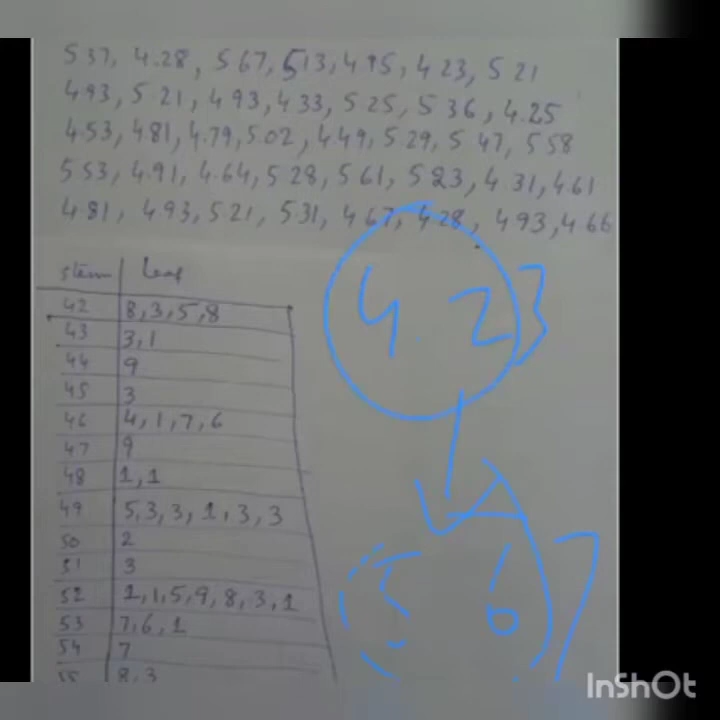 5 37, 4.28, 5 67, 513, 4 95, 4 23, 5 21
4 93, 5 21, 4 93, 4 33, 5 25, 5 36, 4.25
4.53, 4.81, 4.79, 5.02, 4 49, 5.29, 5 47, 5 58
5 53, 4.91, 4.64, 5 28, 5 61, 5 23, 4 31, 4 61
4 81, 4 93, 5 21, 5 31, 4 67, 4 28, 4 93, 4 66
stem | Leaf
42 | 8, 3, 5, 8
43 | 3, 1
44 | 9
45 | 3
46 | 4, 1, 7, 6
47 | 9
48 | 1, 1
49 | 5, 3, 3, 1, 3, 3
50 | 2
51 | 3
52 | 1, 1, 5, 9, 8, 3, 1
53 | 7, 6, 1
54 | 7
55 | 8, 3
4.23
InShOt